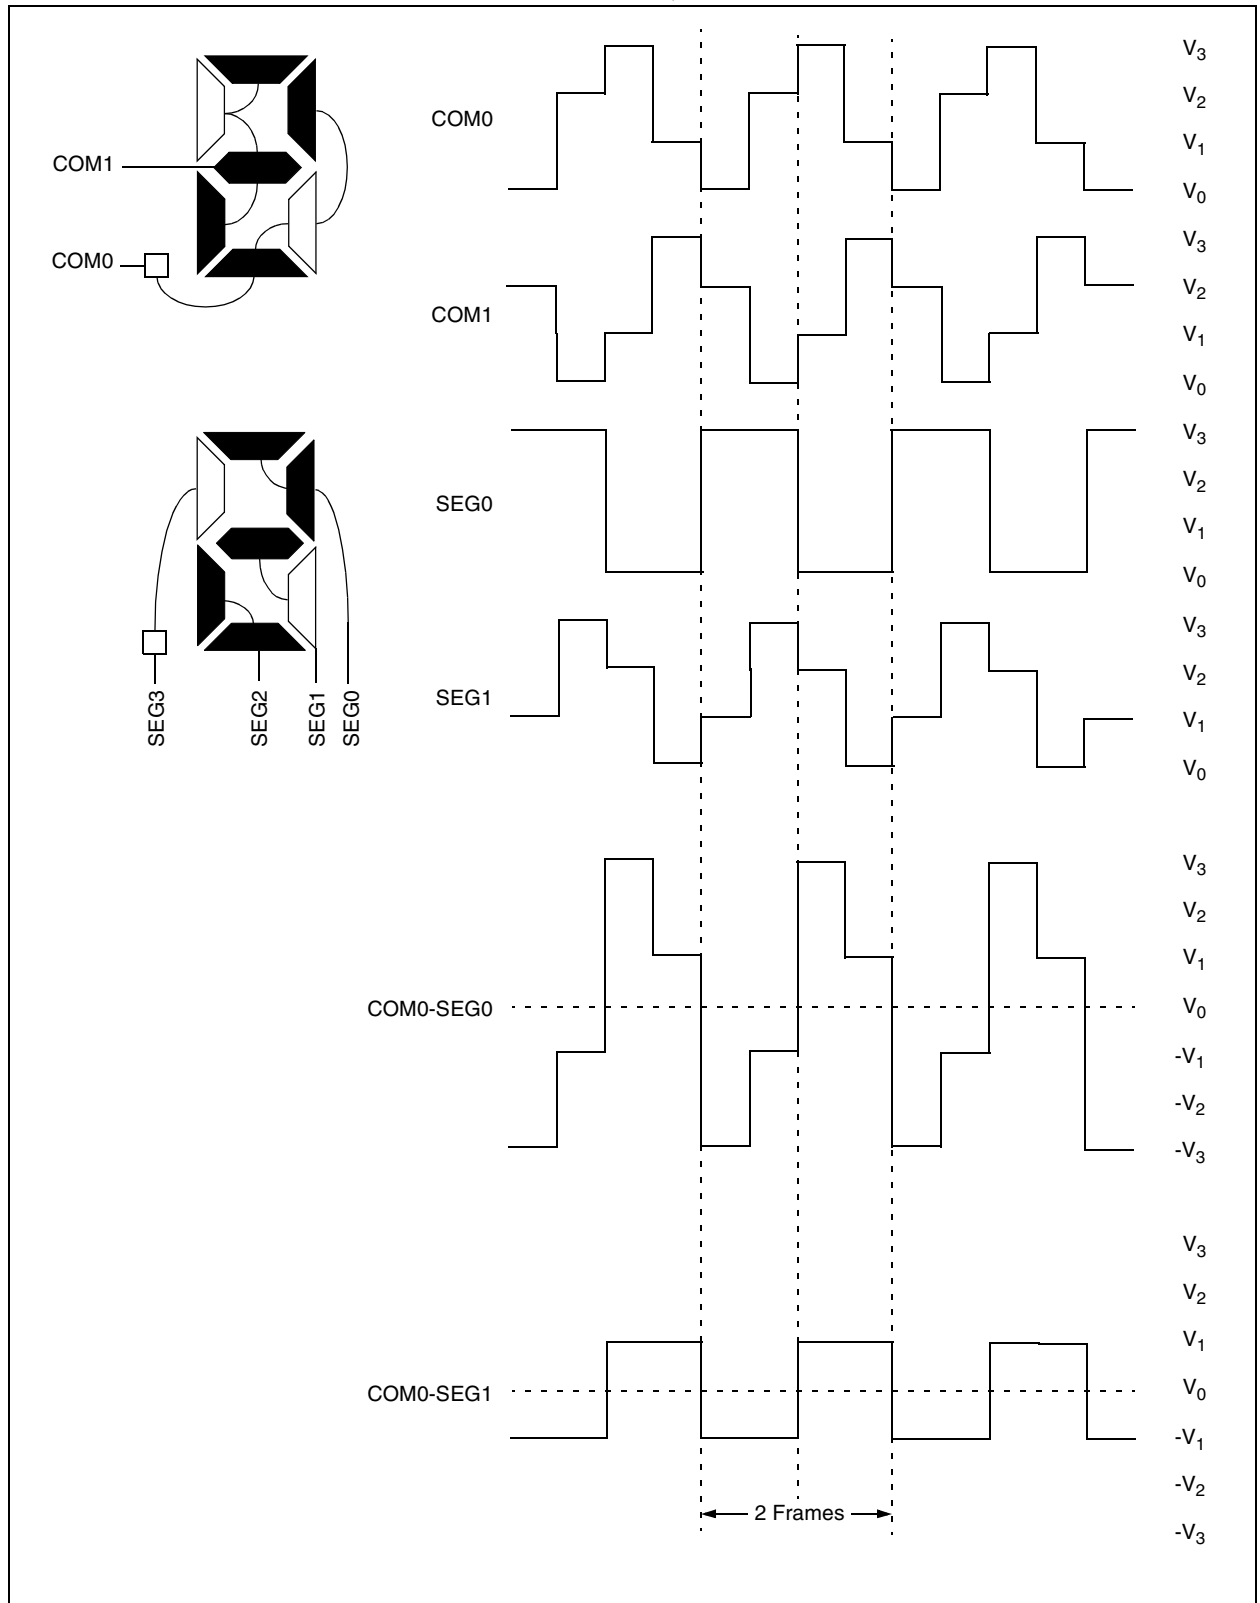 COM1
COM0
SEG3
SEG2
SEG1
SEG0
COM0
V3
V2
V1
V0
COM1
V3
V2
V1
V0
SEG0
V3
V2
V1
V0
SEG1
V3
V2
V1
V0
COM0-SEG0
V3
V2
V1
V0
-V1
-V2
-V3
COM0-SEG1
V3
V2
V1
V0
-V1
-V2
-V3
2 Frames